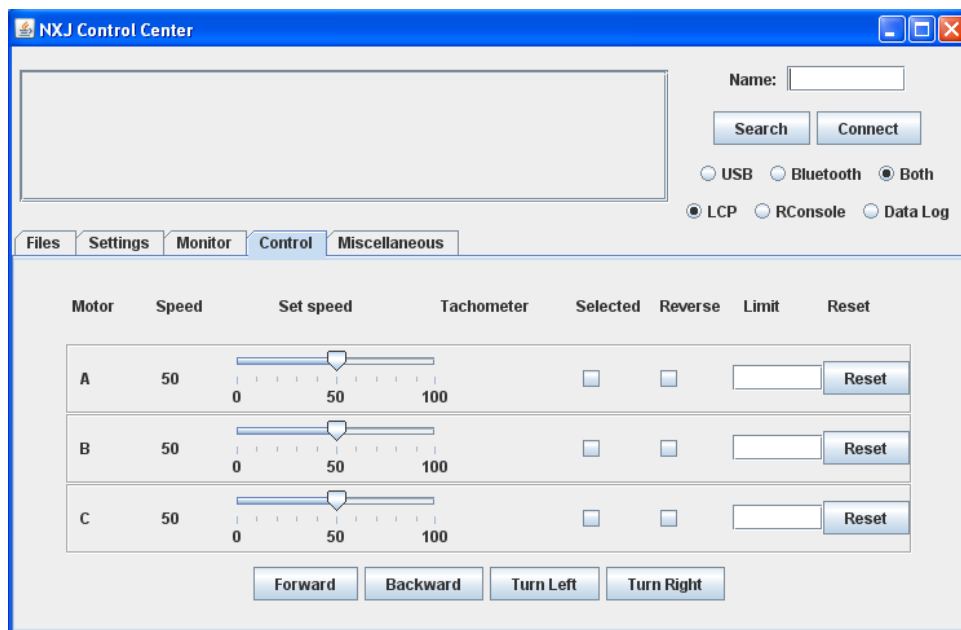 NXJ Control Center
Name:
Search Connect
USB Bluetooth Both
LCP RConsole Data Log
Files Settings Monitor Control Miscellaneous
Motor Speed Set speed Tachometer Selected Reverse Limit Reset
A 50 Reset
0 50 100
B 50 Reset
0 50 100
C 50 Reset
0 50 100
Forward Backward Turn Left Turn Right